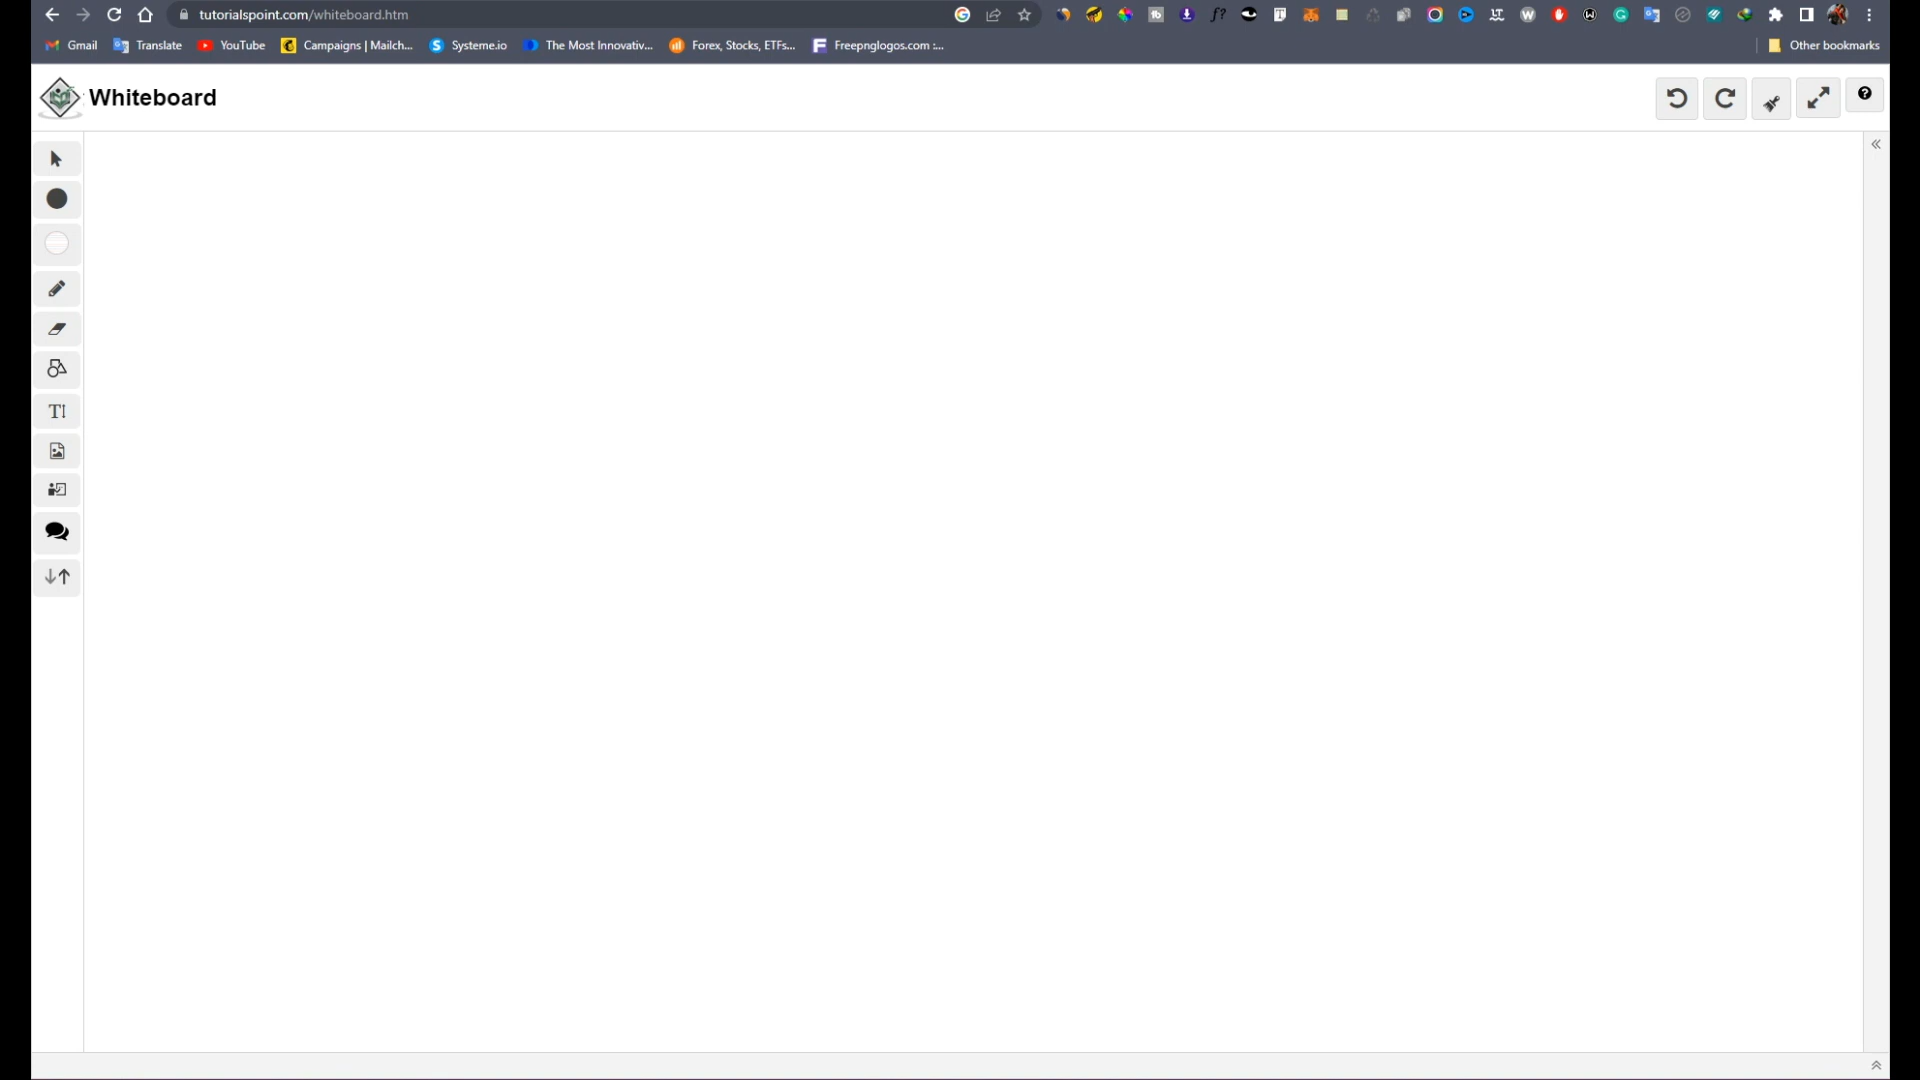 tutorialspoint.com/whiteboard.htm
Gmail Translate YouTube Campaigns | Mailch... Systeme.io The Most Innovativ... Forex, Stocks, ETFs... Freepnglogos.com :... Other bookmarks
Whiteboard